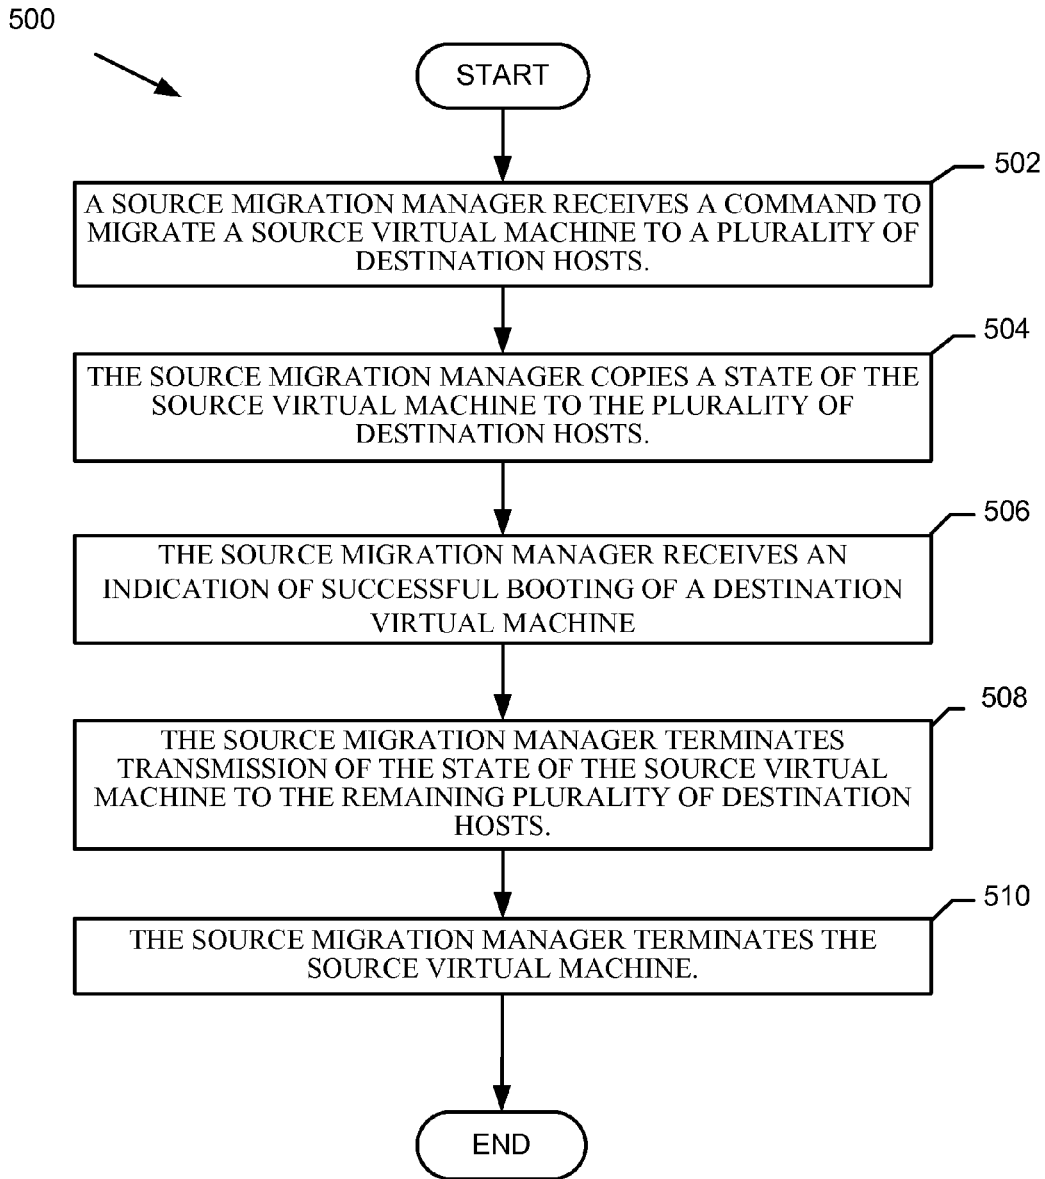 500
START
502
A SOURCE MIGRATION MANAGER RECEIVES A COMMAND TO
MIGRATE A SOURCE VIRTUAL MACHINE TO A PLURALITY OF
DESTINATION HOSTS.
504
THE SOURCE MIGRATION MANAGER COPIES A STATE OF THE
SOURCE VIRTUAL MACHINE TO THE PLURALITY OF
DESTINATION HOSTS.
506
THE SOURCE MIGRATION MANAGER RECEIVES AN
INDICATION OF SUCCESSFUL BOOTING OF A DESTINATION
VIRTUAL MACHINE
508
THE SOURCE MIGRATION MANAGER TERMINATES
TRANSMISSION OF THE STATE OF THE SOURCE VIRTUAL
MACHINE TO THE REMAINING PLURALITY OF DESTINATION
HOSTS.
510
THE SOURCE MIGRATION MANAGER TERMINATES THE
SOURCE VIRTUAL MACHINE.
END